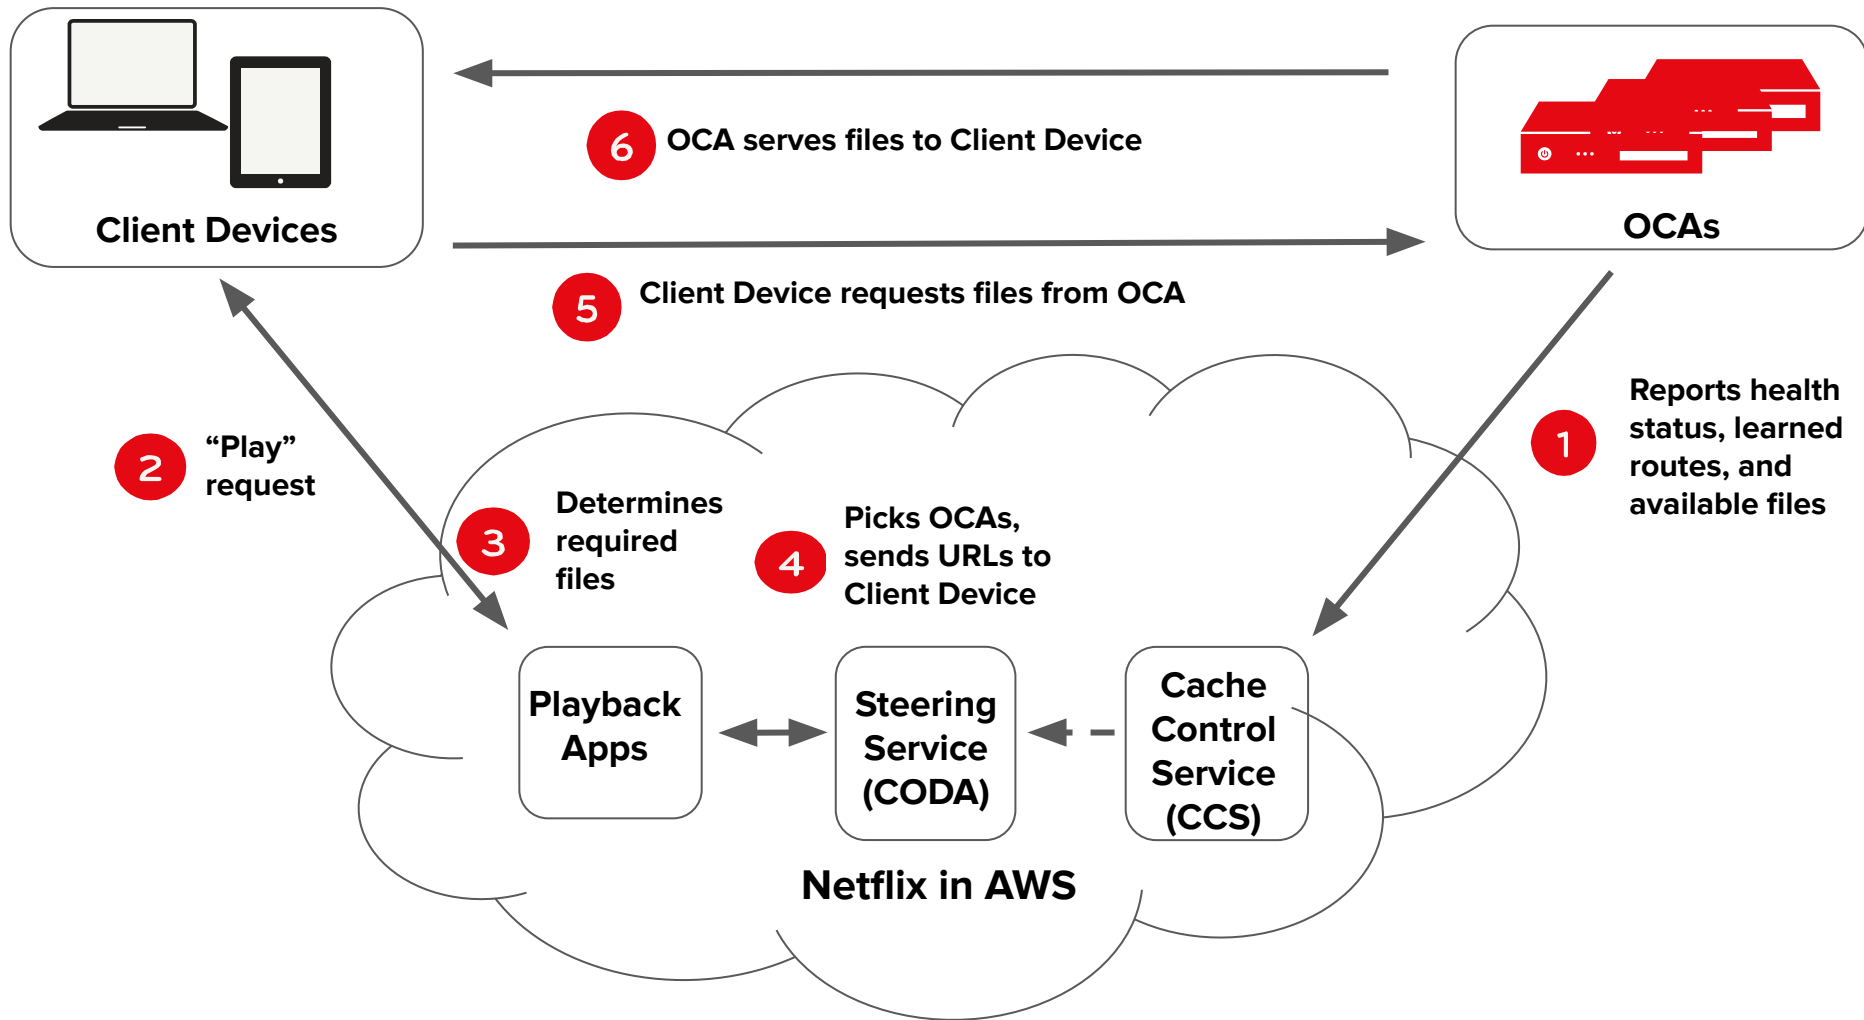 Client Devices
OCAs
6
OCA serves files to Client Device
5
Client Device requests files from OCA
1
Reports health
status, learned
routes, and
available files
2
“Play”
request
3
Determines
required
files
4
Picks OCAs,
sends URLs to
Client Device
Playback
Apps
Steering
Service
(CODA)
Cache
Control
Service
(CCS)
Netflix in AWS